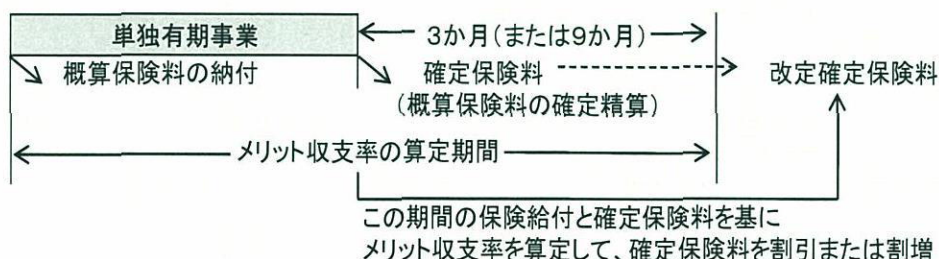 単独有期事業
3か月(または9か月)
概算保険料の納付
確定保険料
改定確定保険料
(概算保険料の確定精算)
メリット収支率の算定期間
この期間の保険給付と確定保険料を基に
メリット収支率を算定して、確定保険料を割引または割増